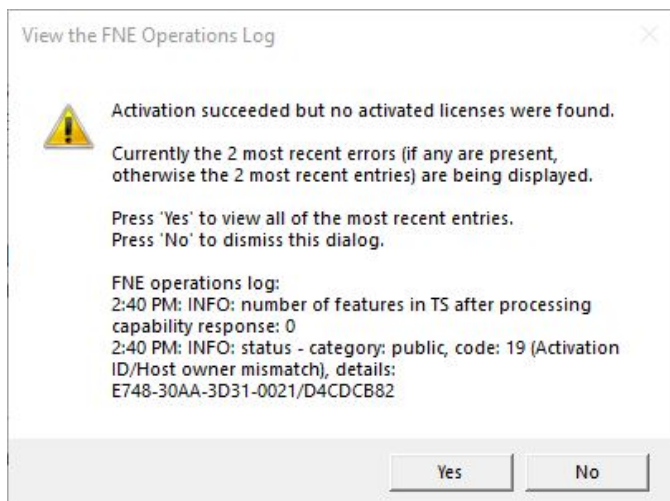 View the FNE Operations Log
Activation succeeded but no activated licenses were found.
Currently the 2 most recent errors (if any are present,
otherwise the 2 most recent entries) are being displayed.
Press 'Yes' to view all of the most recent entries.
Press 'No' to dismiss this dialog.
FNE operations log:
2:40 PM: INFO: number of features in TS after processing
capability response: 0
2:40 PM: INFO: status - category: public, code: 19 (Activation
ID/Host owner mismatch), details:
E748-30AA-3D31-0021/D4CDCB82
Yes
No